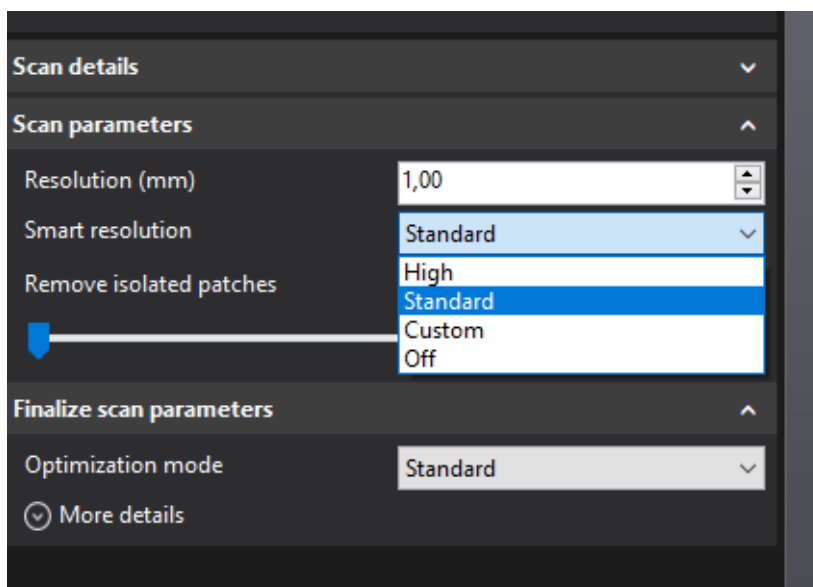 Scan details
Scan parameters
Resolution (mm) 1,00
Smart resolution Standard
High
Remove isolated patches
Standard
Custom
Off
Finalize scan parameters
Optimization mode Standard
More details